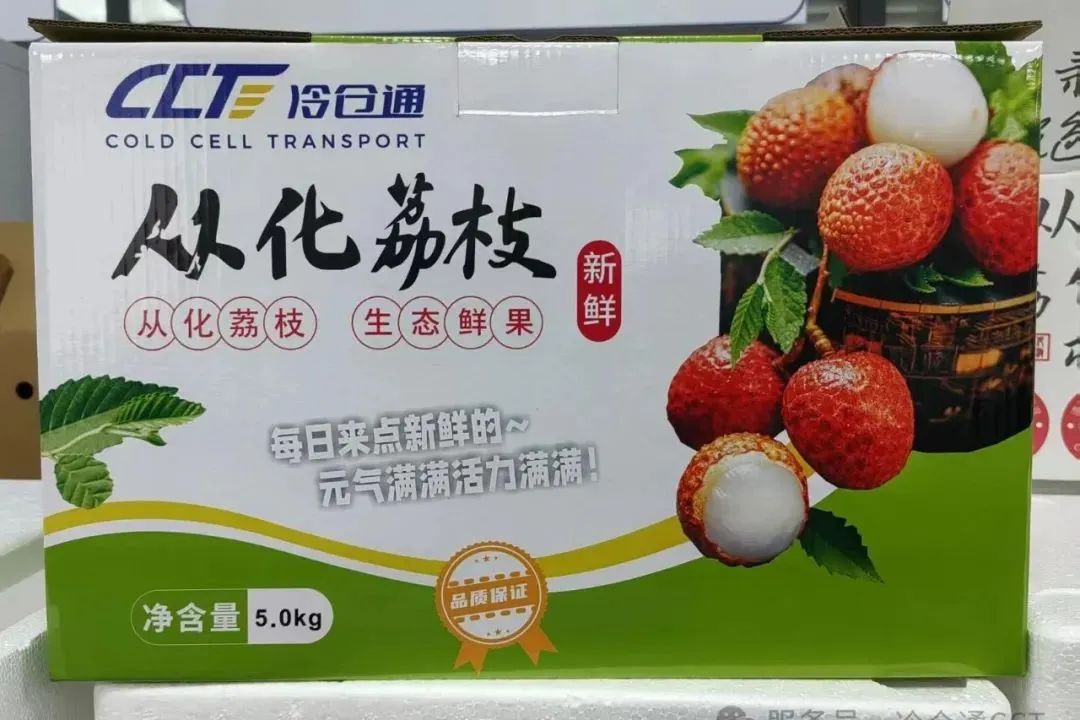 CCT 冷仓通
COLD CELL TRANSPORT
从化荔枝
新鲜
从化荔枝 生态鲜果
每日来点新鲜的~
元气满满活力满满!
品质保证
净含量 5.0kg